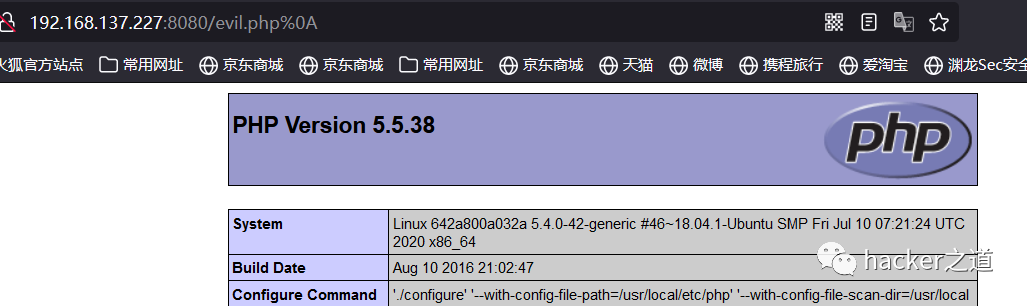 192.168.137.227:8080/evil.php%0A
火狐官方站点 常用网址 京东商城 京东商城 常用网址 京东商城 天猫 微博 携程旅行 爱淘宝 渊龙Sec安全
PHP Version 5.5.38
php
System Linux 642a800a032a 5.4.0-42-generic #46~18.04.1-Ubuntu SMP Fri Jul 10 07:21:24 UTC
2020 x86_64
Build Date Aug 10 2016 21:02:47
Configure Command './configure' '--with-config-file-path=/usr/local/etc/php' '--with-config-file-scan-dir=/usr/local
hacker之道